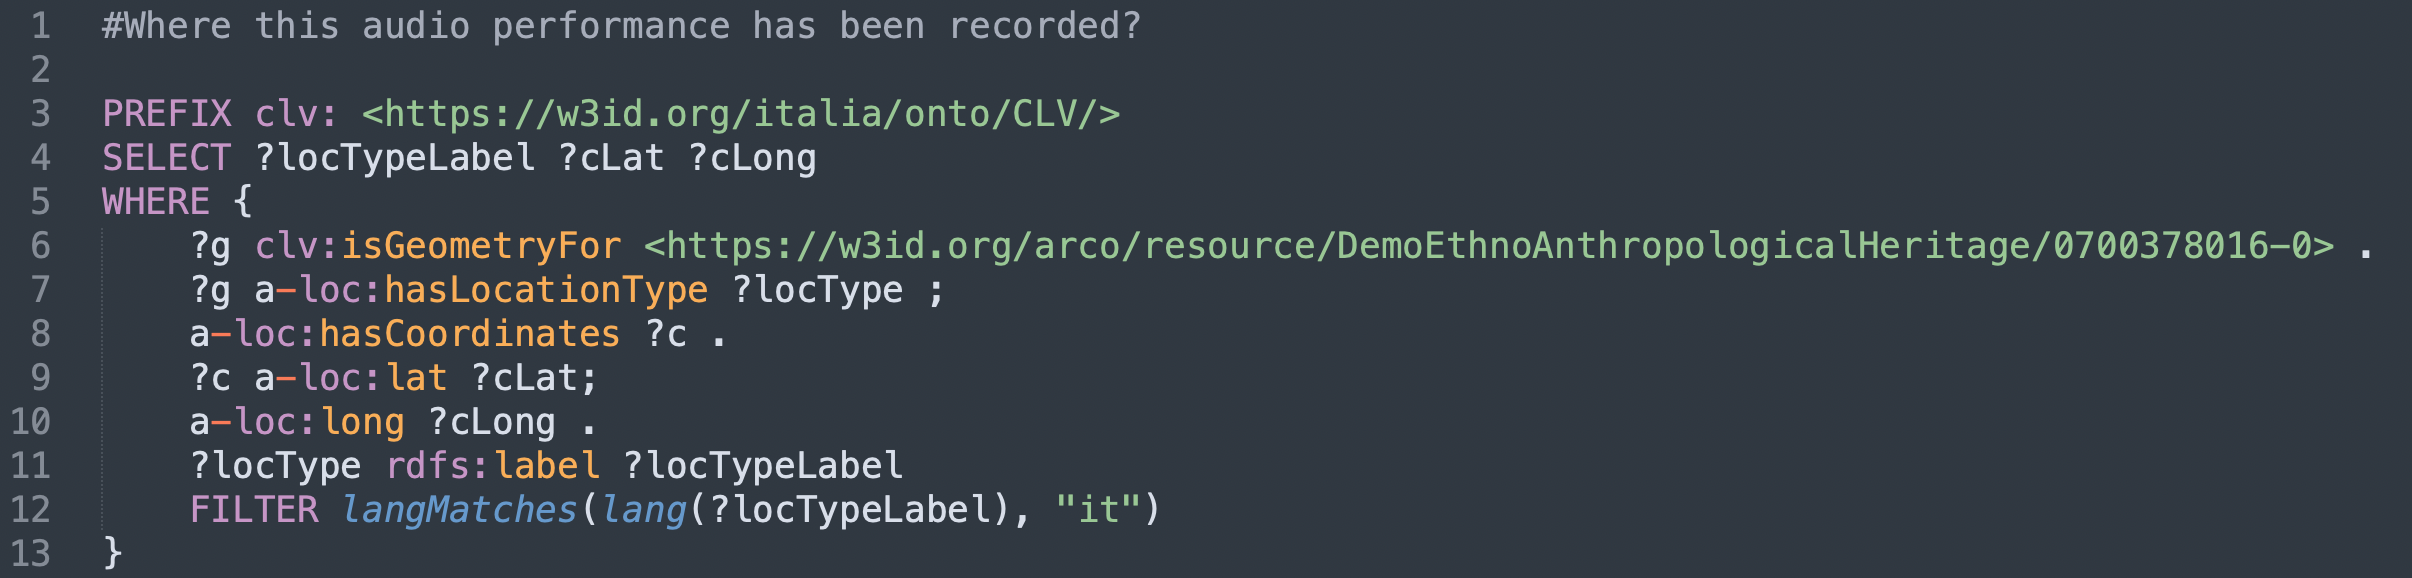 1 #Where this audio performance has been recorded?
2
3 PREFIX clv: <https://w3id.org/italia/onto/CLV/>
4 SELECT ?locTypeLabel ?cLat ?cLong
5 WHERE {
6 ?g clv:isGeometryFor <https://w3id.org/arco/resource/DemoEthnoAnthropologicalHeritage/0700378016-0> .
7 ?g a-loc:hasLocationType ?locType ;
8 a-loc:hasCoordinates ?c .
9 ?c a-loc:lat ?cLat;
10 a-loc:long ?cLong .
11 ?locType rdfs:label ?locTypeLabel
12 FILTER langMatches(lang(?locTypeLabel), "it")
13 }